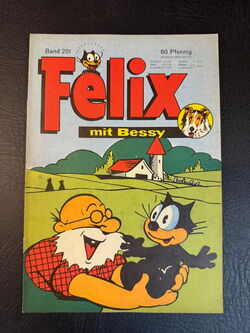 Band 201
60 Pfennig
Felix
mit Bessy